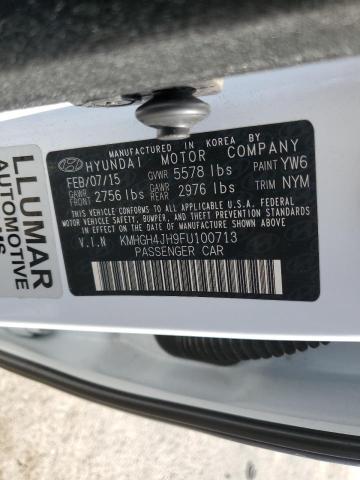 MANUFACTURED IN KOREA BY
HYUNDAI MOTOR COMPANY
FEB/07/15 GVWR 5578 lbs PAINT YW6
GAWR FRONT 2756 lbs GAWR REAR 2976 lbs TRIM NYM
THIS VEHICLE CONFORMS TO ALL APPLICABLE U.S.A. FEDERAL
MOTOR VEHICLE SAFETY, BUMPER, AND THEFT PREVENTION
STANDARDS IN EFFECT ON THE DATE OF MANUFACTURE SHOWN ABOVE.
V.I.N KMHGH4JH9FU100713
PASSENGER CAR
LLUMAR
AUTOMOTIVE